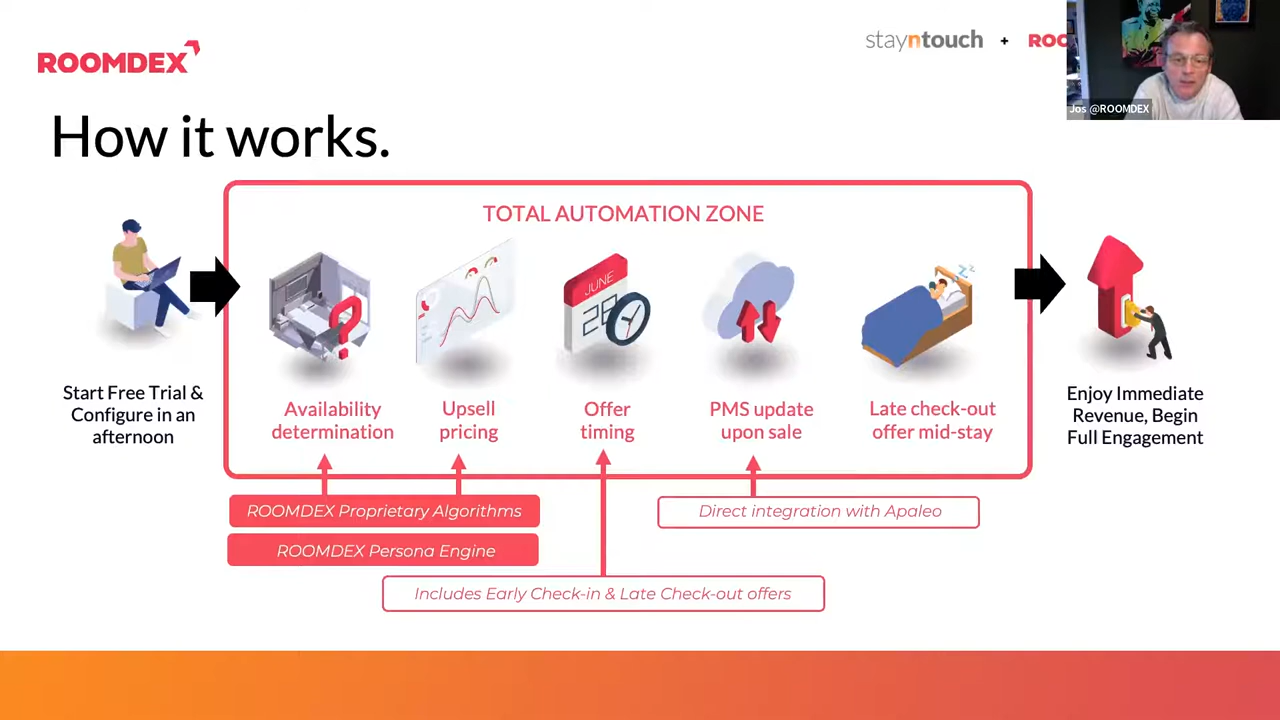 ROOMDEX
stayntouch + ROO
Jos @ROOMDEX
How it works.
TOTAL AUTOMATION ZONE
JUNE
28
Start Free Trial &
Configure in an
afternoon
Availability
determination
Upsell
pricing
Offer
timing
PMS update
upon sale
Late check-out
offer mid-stay
Enjoy Immediate
Revenue, Begin
Full Engagement
ROOMDEX Proprietary Algorithms
Direct integration with Apaleo
ROOMDEX Persona Engine
Includes Early Check-in & Late Check-out offers